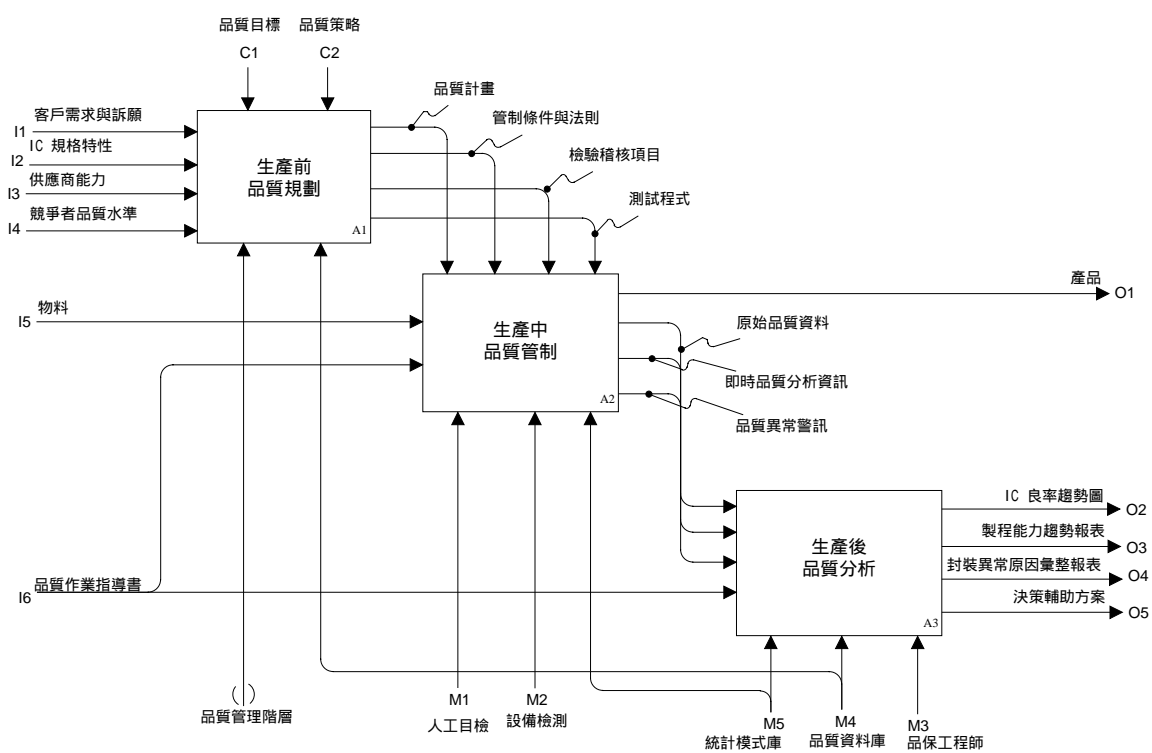 品質目標
品質策略
C1
C2
品質計畫
客戶需求與訴願
I1
管制條件與法則
IC 規格特性
I2
生產前
品質規劃
檢驗稽核項目
供應商能力
I3
測試程式
競爭者品質水準
I4
A1
產品
O1
物料
I5
生產中
品質管制
原始品質資料
即時品質分析資訊
A2
品質異常警訊
IC 良率趨勢圖
O2
製程能力趨勢報表
O3
生產後
品質分析
封裝異常原因彙整報表
O4
品質作業指導書
I6
決策輔助方案
O5
A3
品質管理階層
M1
人工目檢
M2
設備檢測
M5
統計模式庫
M4
品質資料庫
M3
品保工程師